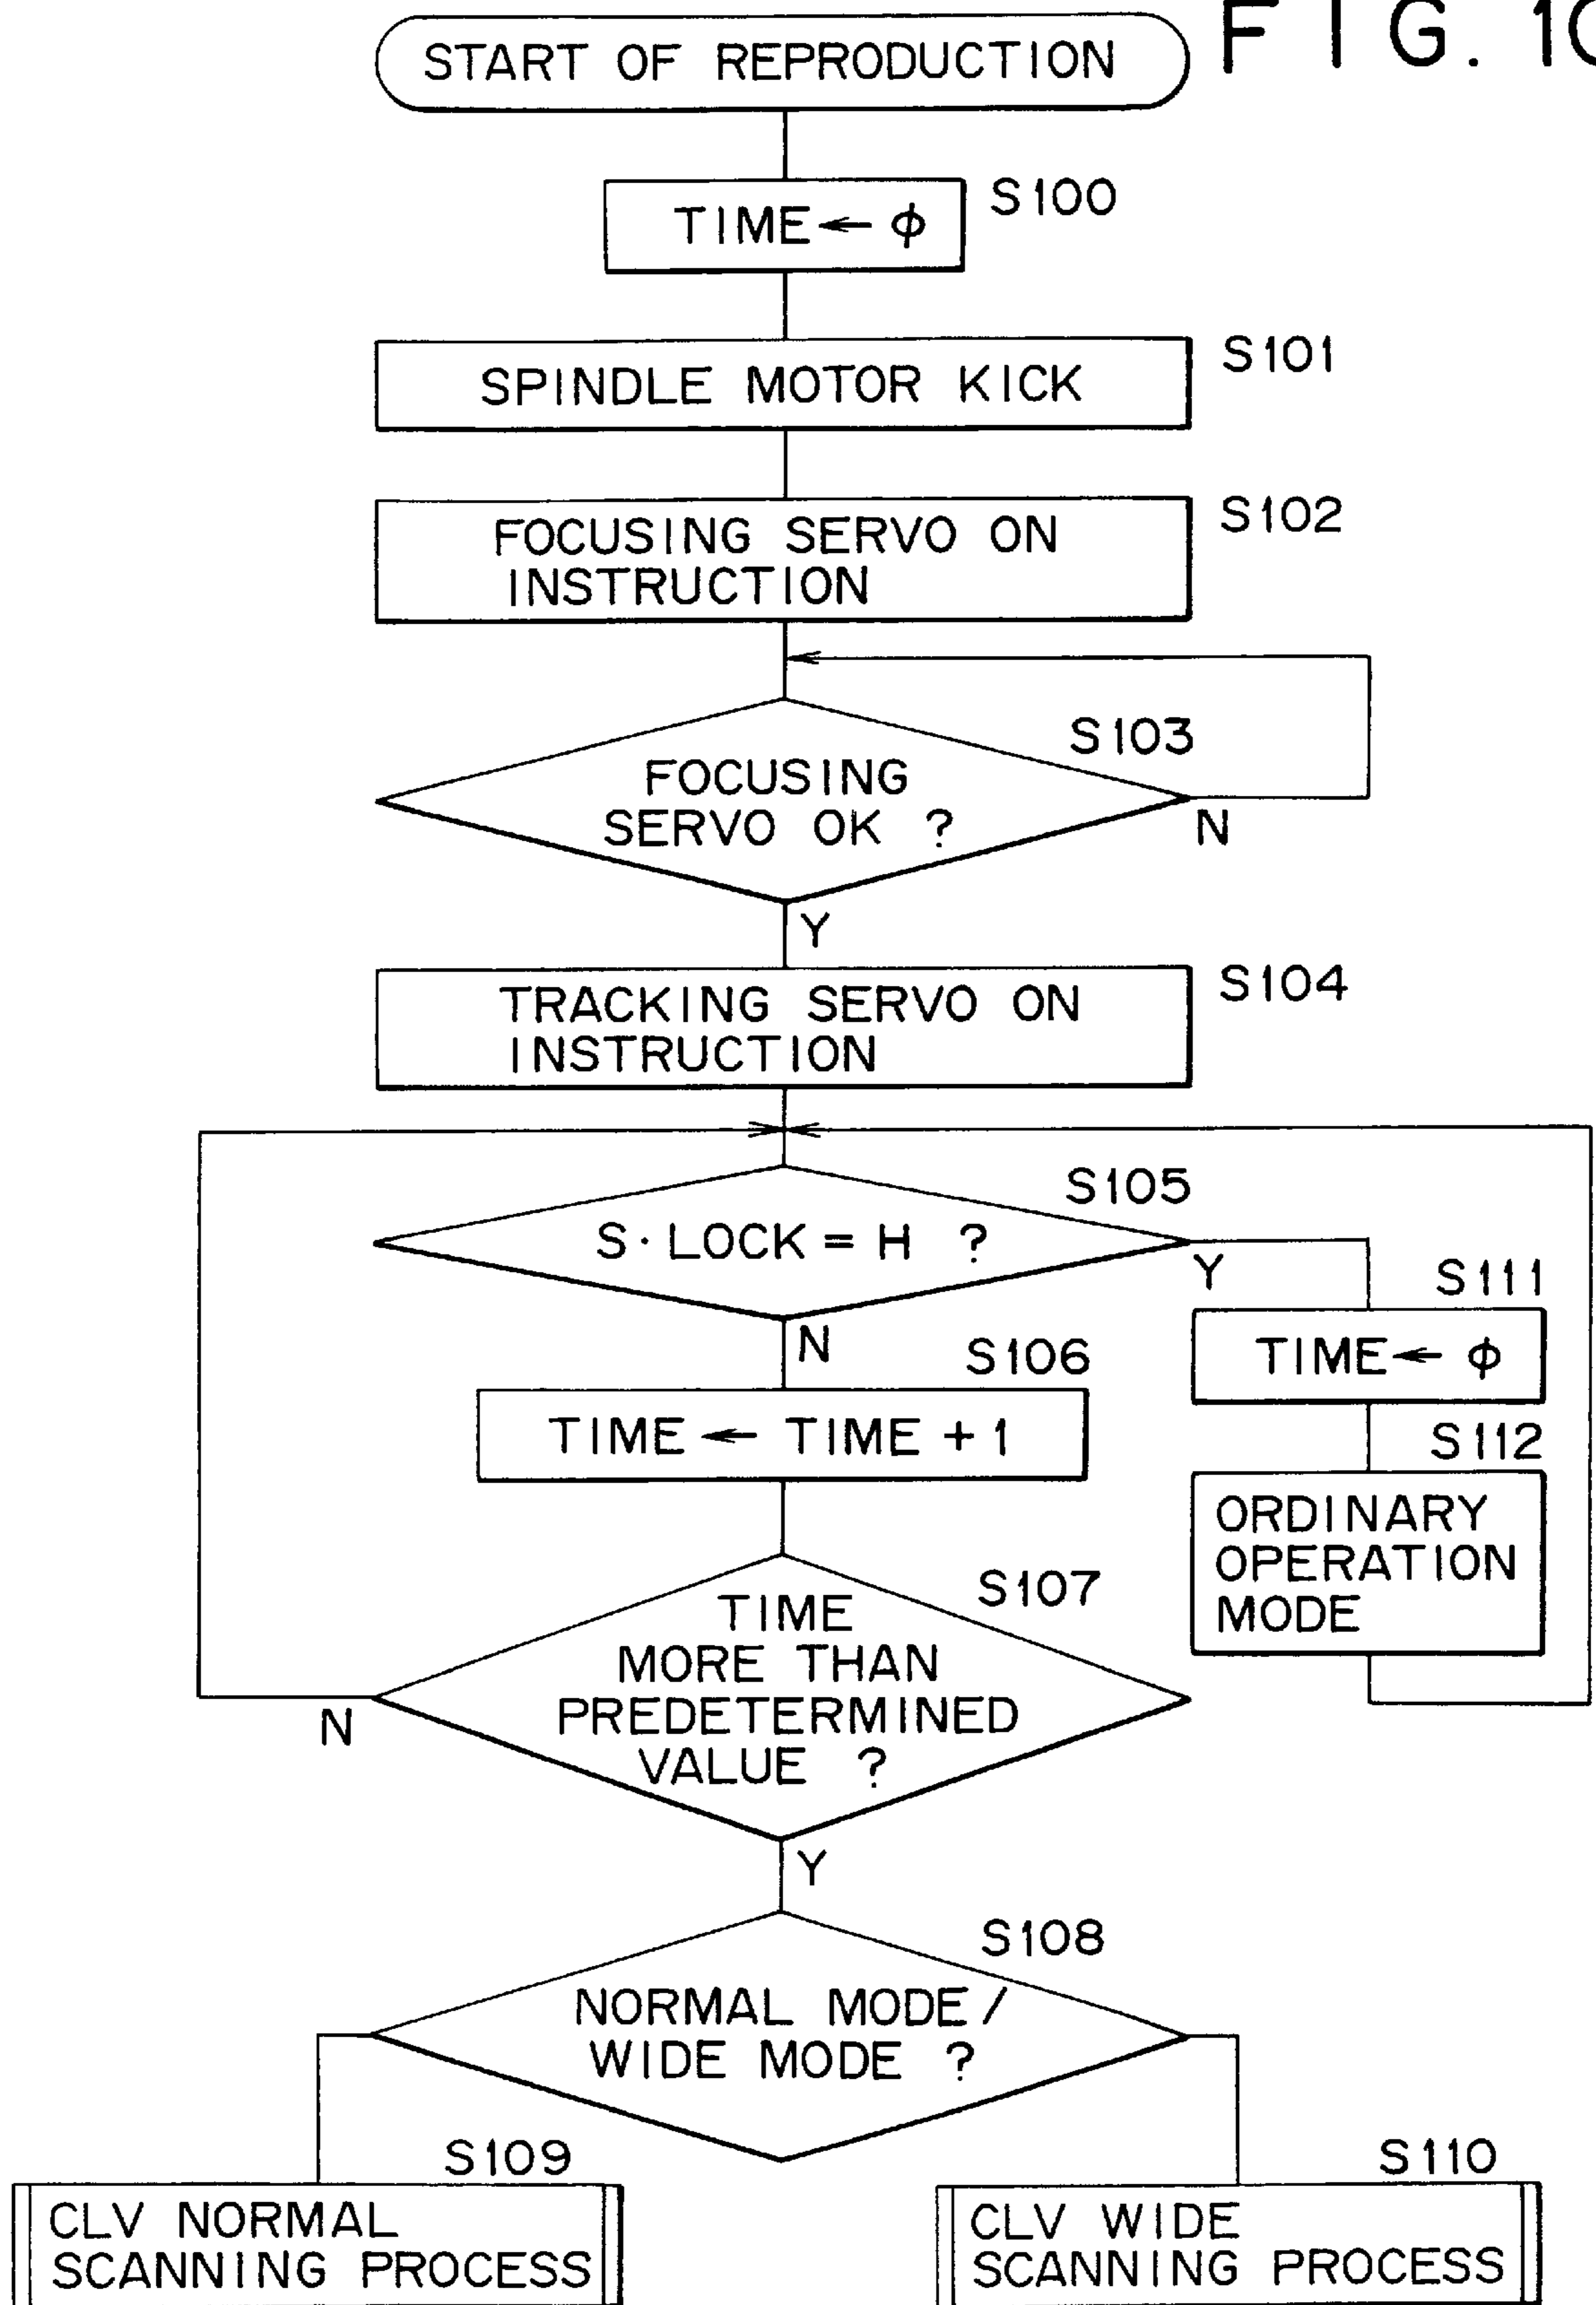 START OF REPRODUCTION
FIG. 10
TIME ← φ
S100
SPINDLE MOTOR KICK
S101
FOCUSING SERVO ON
INSTRUCTION
S102
S103
FOCUSING
SERVO OK ?
N
Y
TRACKING SERVO ON
INSTRUCTION
S104
S105
S·LOCK = H ?
Y
N
S111
TIME ← φ
S106
TIME ← TIME + 1
S112
ORDINARY
OPERATION
MODE
S107
TIME
MORE THAN
PREDETERMINED
VALUE ?
N
Y
S108
NORMAL MODE /
WIDE MODE ?
S109
CLV NORMAL
SCANNING PROCESS
S110
CLV WIDE
SCANNING PROCESS